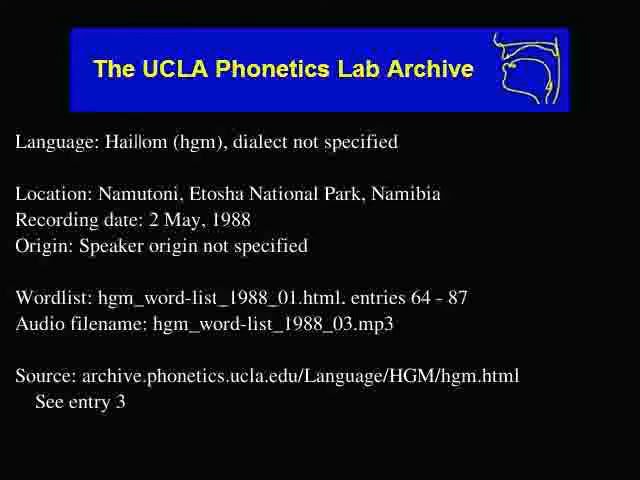 The UCLA Phonetics Lab Archive
Language: Hai||om (hgm), dialect not specified
Location: Namutoni, Etosha National Park, Namibia
Recording date: 2 May, 1988
Origin: Speaker origin not specified
Wordlist: hgm_word-list_1988_01.html. entries 64 - 87
Audio filename: hgm_word-list_1988_03.mp3
Source: archive.phonetics.ucla.edu/Language/HGM/hgm.html
See entry 3